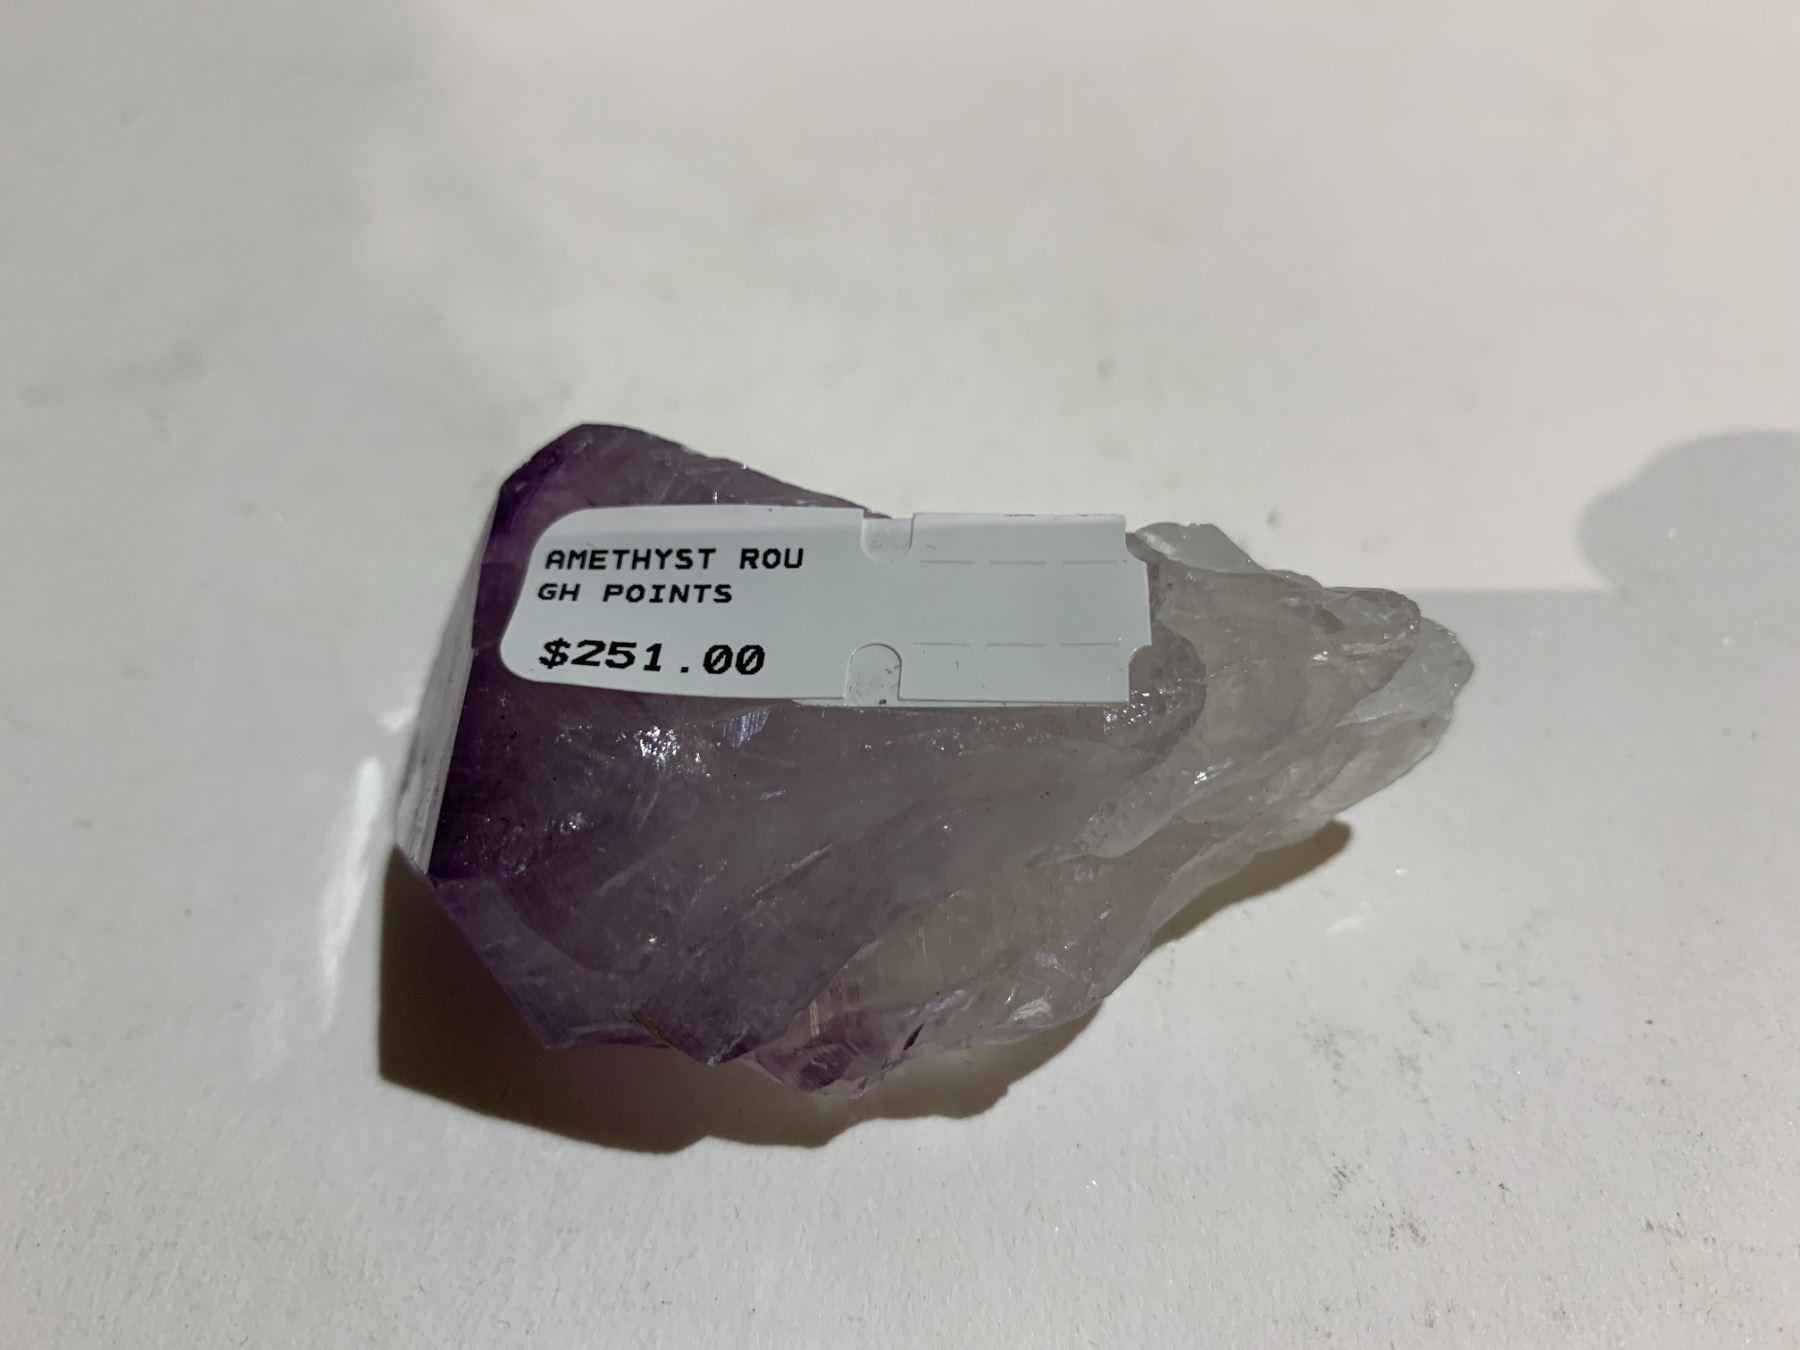 AMETHYST ROU
GH POINTS
$251.00